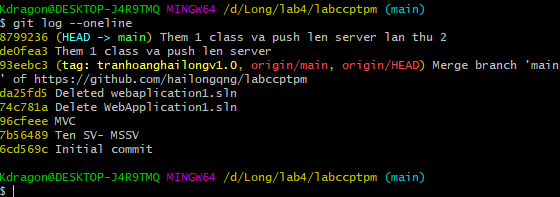 Kdragon@DESKTOP-J4R9TMQ MINGW64 /d/Long/lab4/labccptpm (main)
$ git log --oneline
8799236 (HEAD -> main) Them 1 class va push len server lan thu 2
de0fea3 Them 1 class va push len server
93eebc3 (tag: tranhoanghailongv1.0, origin/main, origin/HEAD) Merge branch 'main
' of https://github.com/hailongqng/labccptpm
da25fd5 Deleted webaplication1.sln
74c781a Delete WebApplication1.sln
96cfeee MVC
7b56489 Ten SV- MSSV
6cd569c Initial commit
Kdragon@DESKTOP-J4R9TMQ MINGW64 /d/Long/lab4/labccptpm (main)
$